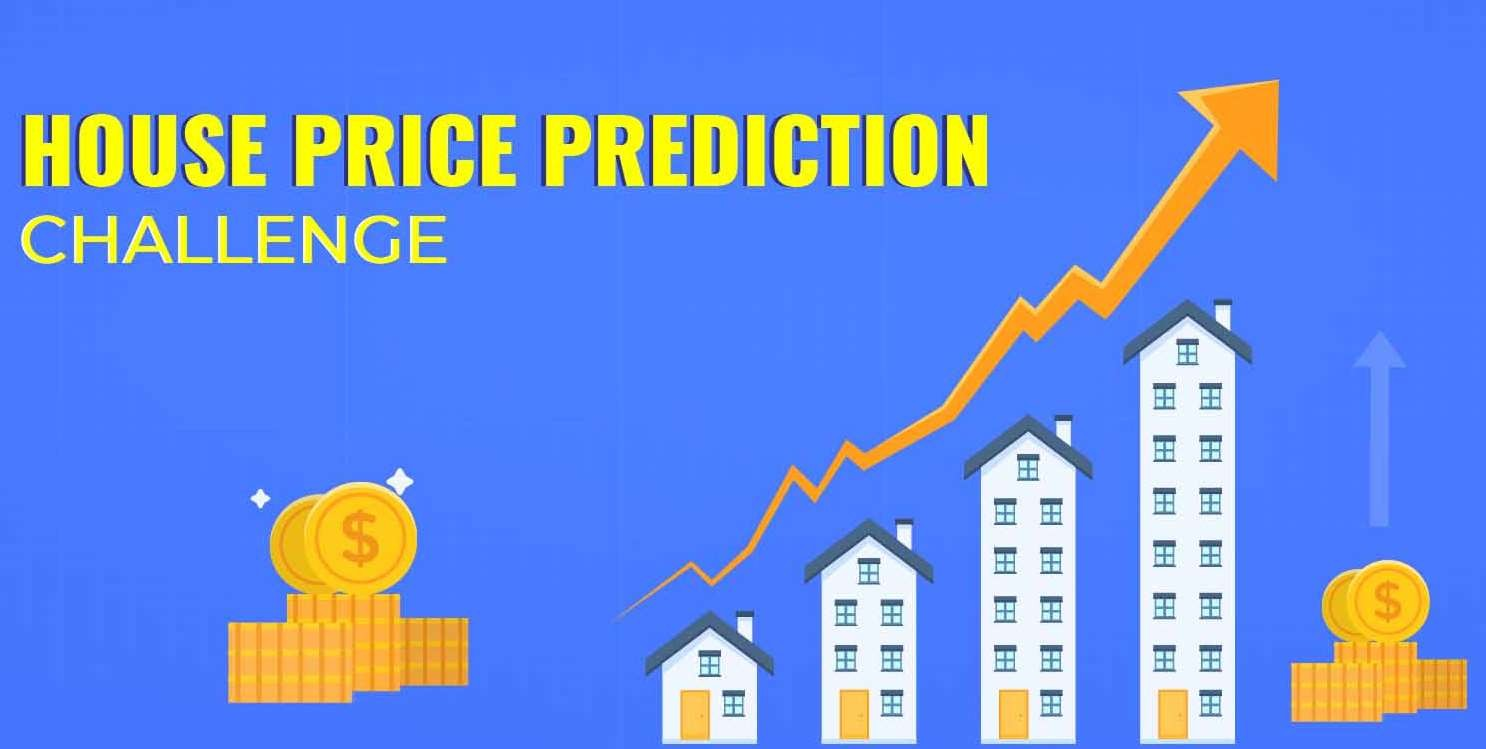 HOUSE PRICE PREDICTION
CHALLENGE
$
$